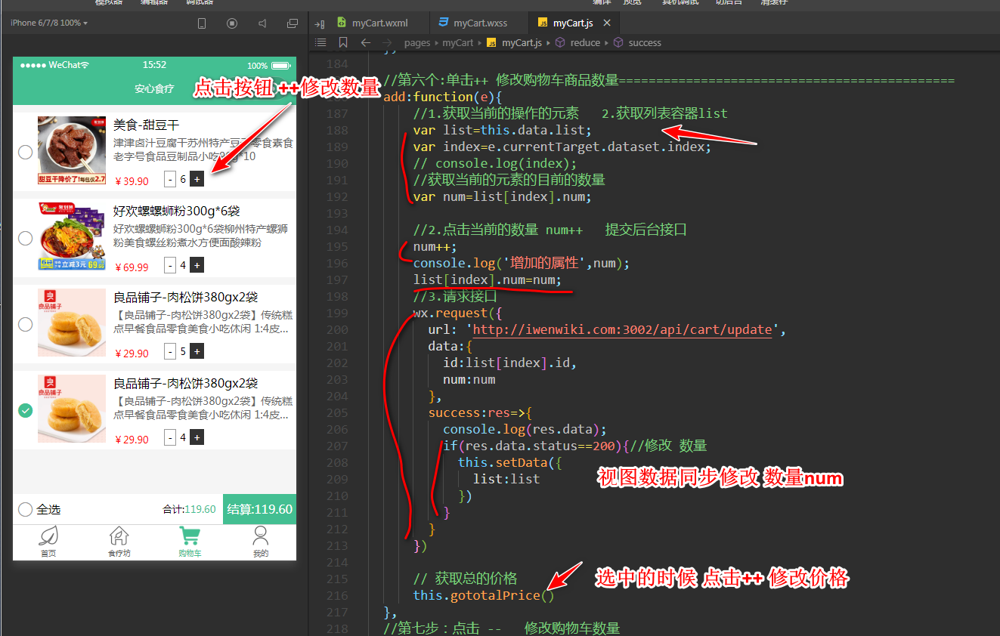 模拟器 编辑器 调试器 编译 预览 真机调试 切后台 清缓存
iPhone 6/7/8 100%
myCart.wxml myCart.wxss myCart.js
pages myCart myCart.js reduce success
WeChat 15:52 100%
安心食疗
点击按钮 ++修改数量
美食-甜豆干
津津卤汁豆腐干苏州特产豆干零食素食
老字号食品豆制品小吃90g*10
甜豆干降价了!每包仅2.7
¥39.90 - 6 +
好欢螺螺蛳粉300g*6袋
好欢螺螺蛳粉300g*6袋柳州特产螺狮
粉美食螺丝粉煮水方便面酸辣粉
6袋 立减3元 69.99
¥69.99 - 4 +
良品铺子
良品铺子-肉松饼380gx2袋
【良品铺子-肉松饼380gx2袋】传统糕
点早餐食品零食美食小吃休闲 1:4皮...
¥29.90 - 5 +
良品铺子
良品铺子-肉松饼380gx2袋
【良品铺子-肉松饼380gx2袋】传统糕
点早餐食品零食美食小吃休闲 1:4皮...
¥29.90 - 4 +
全选 合计:119.60 结算:119.60
首页 食疗坊 购物车 我的
184
//第六个:单击++ 修改购物车商品数量=============================================
add:function(e){
187 //1.获取当前的操作的元素 2.获取列表容器list
188 var list=this.data.list;
189 var index=e.currentTarget.dataset.index;
190 // console.log(index);
191 //获取当前的元素的目前的数量
192 var num=list[index].num;
193
194 //2.点击当前的数量 num++ 提交后台接口
195 num++;
196 console.log('增加的属性',num);
197 list[index].num=num;
198 //3.请求接口
199 wx.request({
200 url: 'http://iwenwiki.com:3002/api/cart/update',
201 data:{
202 id:list[index].id,
203 num:num
204 },
205 success:res=>{
206 console.log(res.data);
207 if(res.data.status==200){//修改 数量
208 this.setData({
209 list:list
210 })
211 }
212 }
213 })
214
215 // 获取总的价格
216 this.gototalPrice()
217 },
218 //第七步：点击 -- 修改购物车数量
视图数据同步修改 数量num
选中的时候 点击++ 修改价格